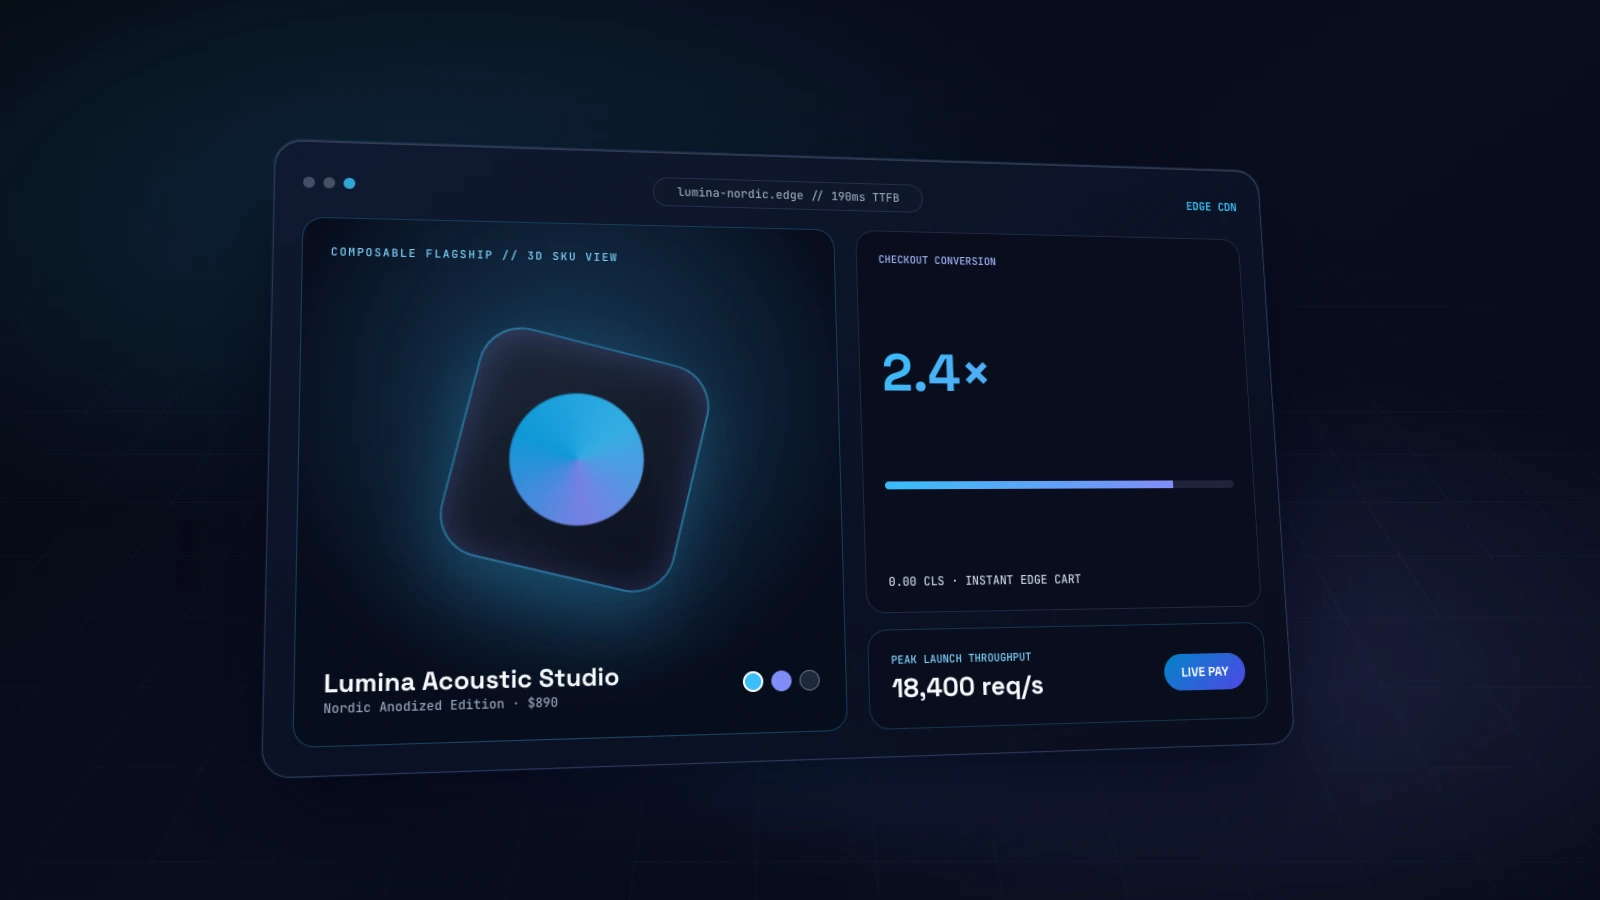 lumina-nordic.edge // 190ms TTFB
EDGE CDN
COMPOSABLE FLAGSHIP // 3D SKU VIEW
Lumina Acoustic Studio
Nordic Anodized Edition · $890
CHECKOUT CONVERSION
2.4×
0.00 CLS · INSTANT EDGE CART
PEAK LAUNCH THROUGHPUT
18,400 req/s
LIVE PAY